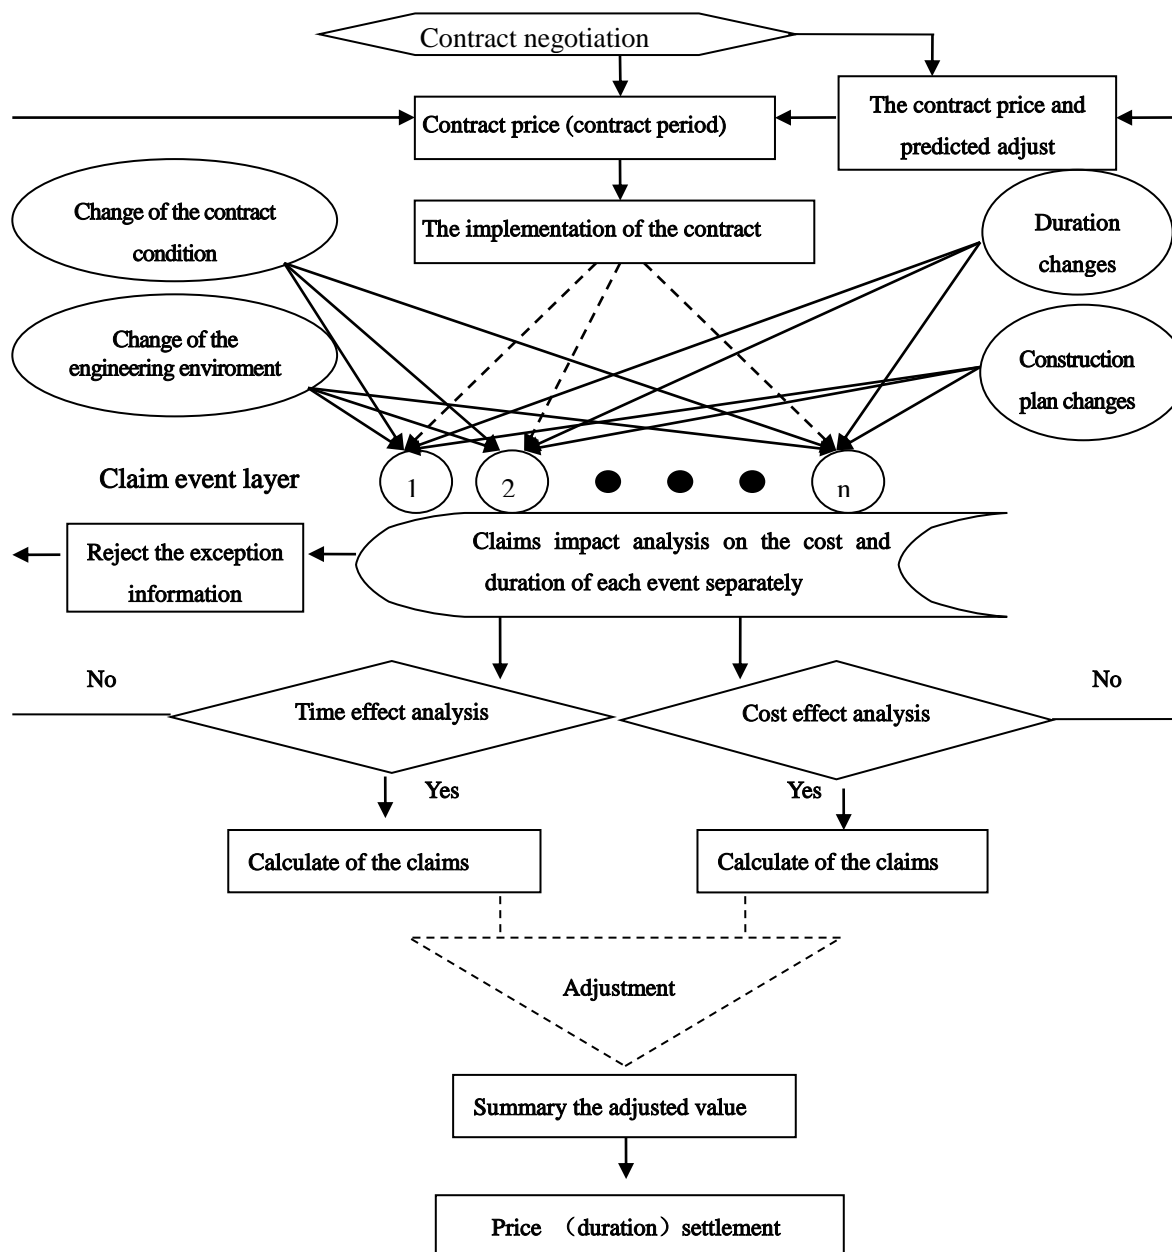 Contract negotiation
The contract price and
predicted adjust
Contract price (contract period)
Change of the contract
condition
The implementation of the contract
Duration
changes
Change of the
engineering enviroment
Construction
plan changes
Claim event layer
1
2
n
Claims impact analysis on the cost and
duration of each event separately
Reject the exception
information
No
No
Time effect analysis
Cost effect analysis
Yes
Yes
Calculate of the claims
Calculate of the claims
Adjustment
Summary the adjusted value
Price （duration）settlement